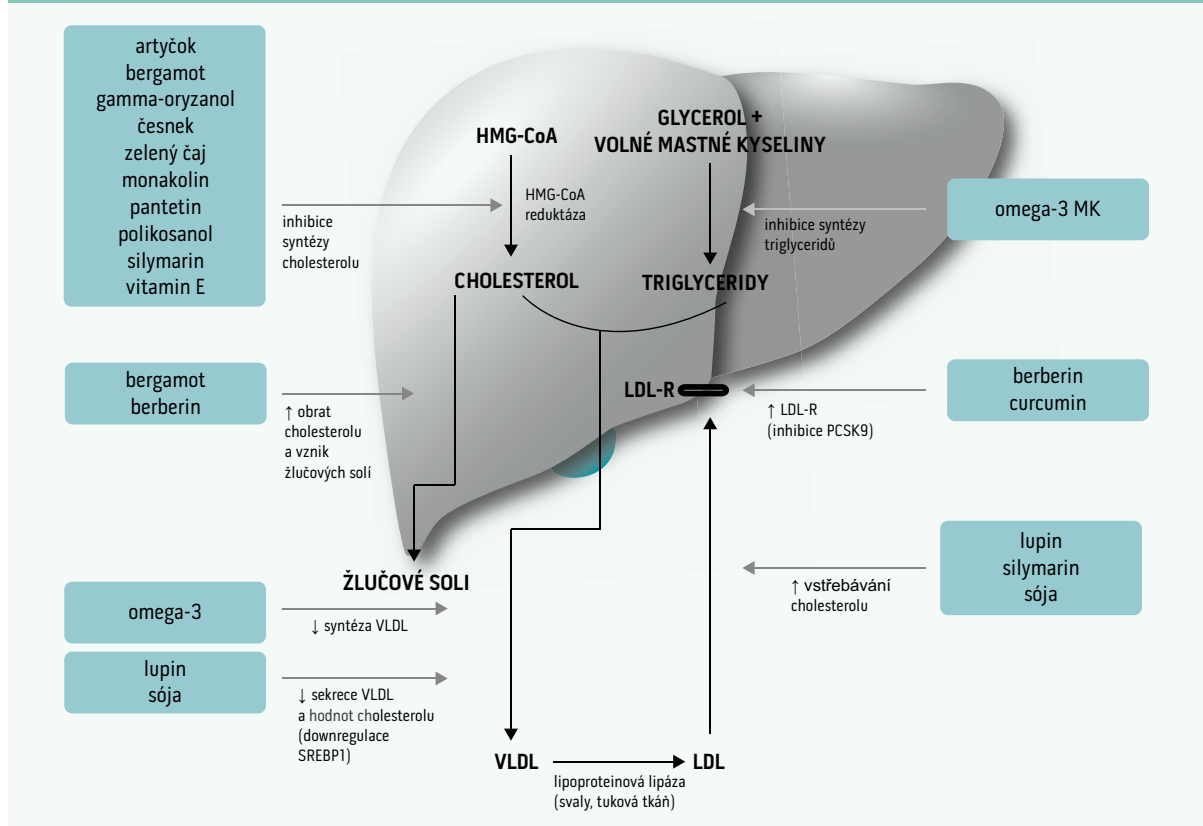 artyčok
bergamot
gamma-oryzanol
česnek
zelený čaj
monakolin
pantetin
polikosanol
silymarin
vitamin E
inhibice
syntézy
cholesterolu
HMG-CoA
HMG-CoA
reduktáza
CHOLESTEROL
GLYCEROL +
VOLNÉ MASTNÉ KYSELINY
TRIGLYCERIDY
inhibice syntézy
triglyceridů
omega-3 MK
bergamot
berberin
↑ obrat
cholesterolu
a vznik
žlučových solí
LDL-R
↑ LDL-R
(inhibice PCSK9)
berberin
curcumin
ŽLUČOVÉ SOLI
↑ vstřebávání
cholesterolu
lupin
silymarin
sója
omega-3
↓ syntéza VLDL
lupin
sója
↓ sekrece VLDL
a hodnot cholesterolu
(downregulace
SREBP1)
VLDL
lipoproteinová lipáza
(svaly, tuková tkáň)
LDL